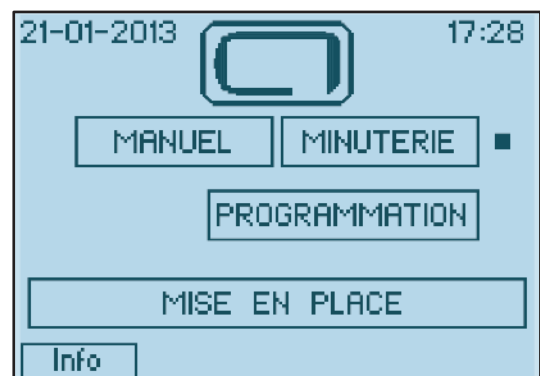 21-01-2013 17:28
MANUEL MINUTERIE
PROGRAMMATION
MISE EN PLACE
Info